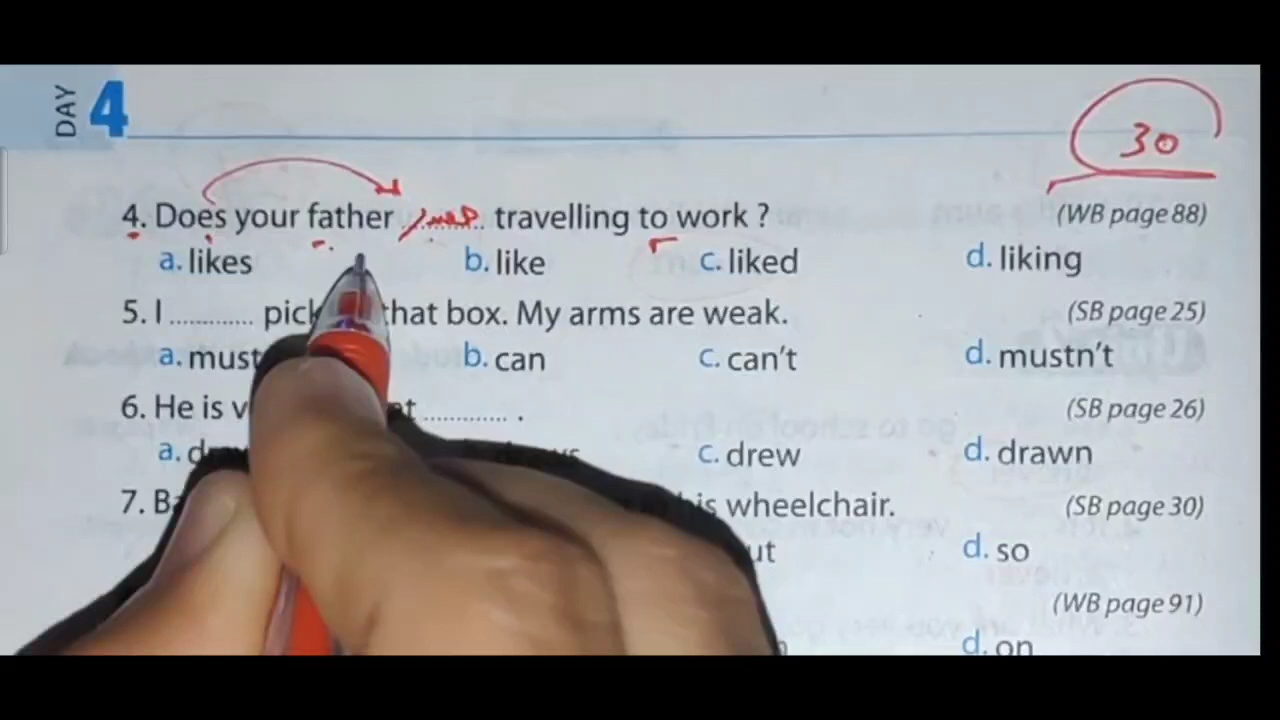 DAY 4
30
4. Does your father ............ travelling to work ? (WB page 88)
a. likes b. like c. liked d. liking
5. I ............ pick that box. My arms are weak. (SB page 25)
a. must b. can c. can't d. mustn't
6. He is ............ . (SB page 26)
a. c. drew d. drawn
7. his wheelchair. (SB page 30)
d. so
(WB page 91)
d. on